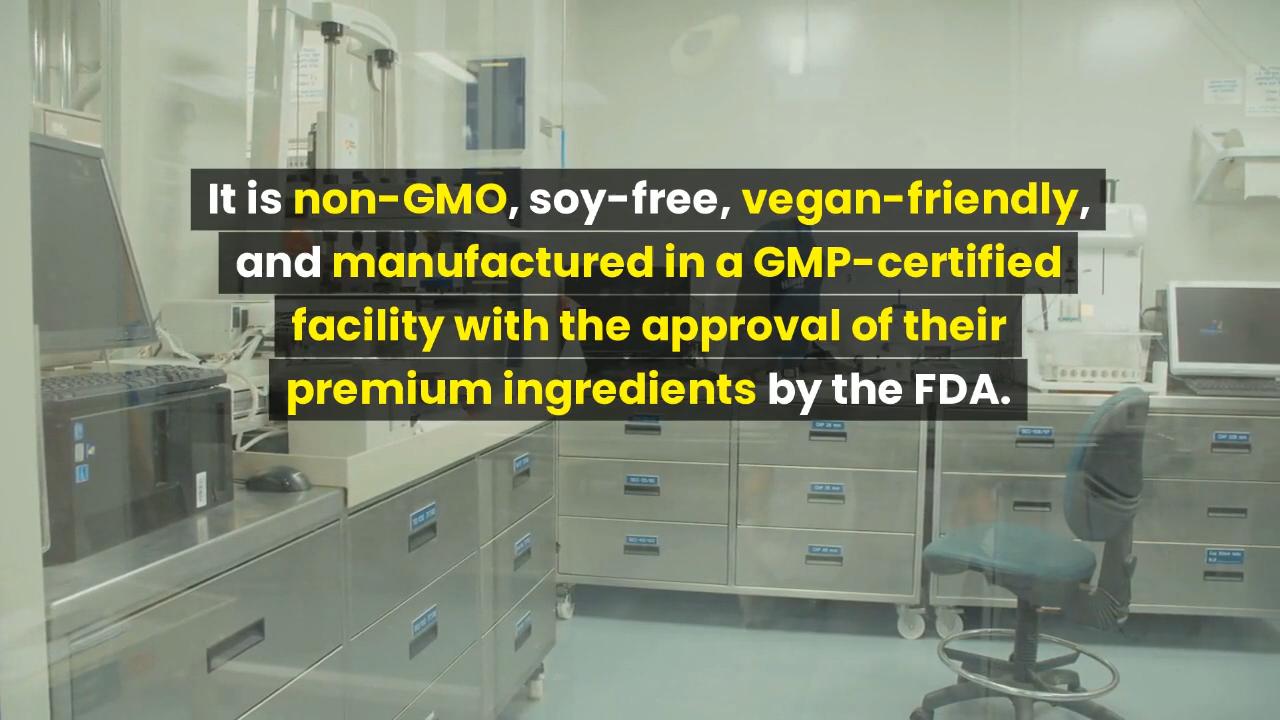 It is non-GMO, soy-free, vegan-friendly,
and manufactured in a GMP-certified
facility with the approval of their
premium ingredients by the FDA.